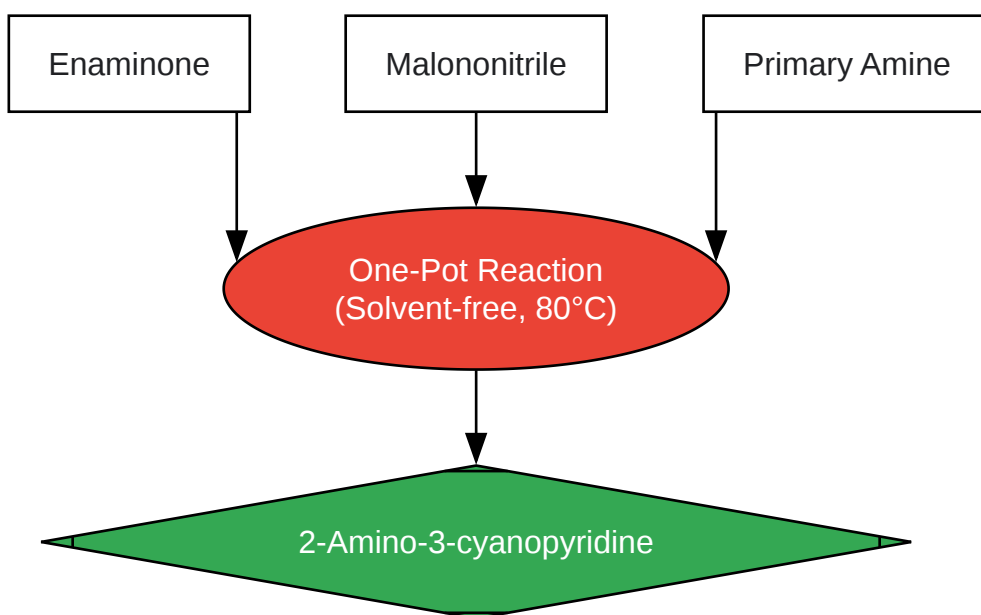 Enaminone
Malononitrile
Primary Amine
One-Pot Reaction
(Solvent-free, 80°C)
2-Amino-3-cyanopyridine